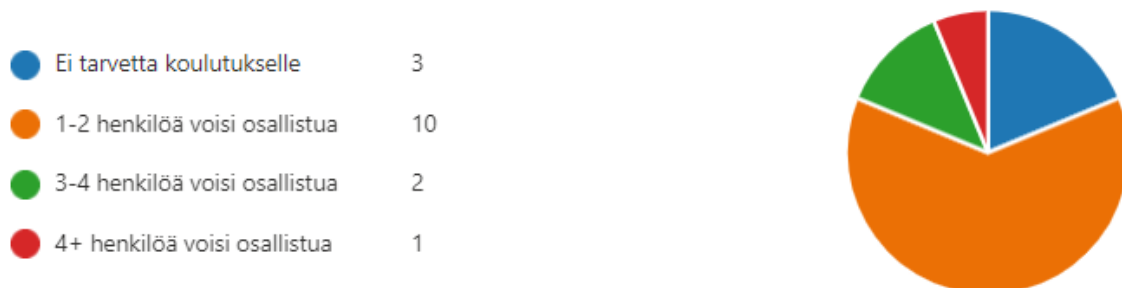 Ei tarvetta koulutukselle 3
1-2 henkilöä voisi osallistua 10
3-4 henkilöä voisi osallistua 2
4+ henkilöä voisi osallistua 1